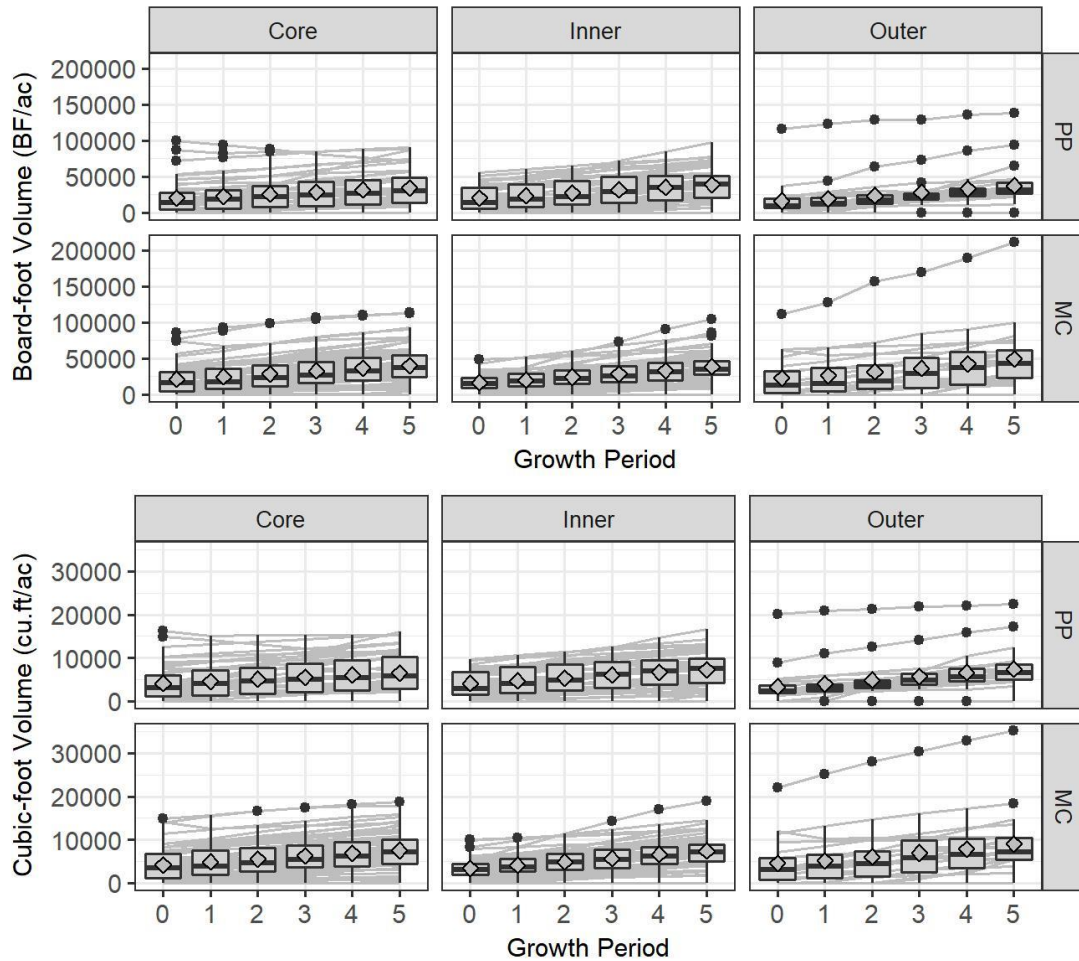 Core Inner Outer
Board-foot Volume (BF/ac)
200000
150000
100000
50000
0
PP
200000
150000
100000
50000
0
MC
0 1 2 3 4 5 0 1 2 3 4 5 0 1 2 3 4 5
Growth Period
Core Inner Outer
Cubic-foot Volume (cu.ft/ac)
30000
20000
10000
0
PP
30000
20000
10000
0
MC
0 1 2 3 4 5 0 1 2 3 4 5 0 1 2 3 4 5
Growth Period